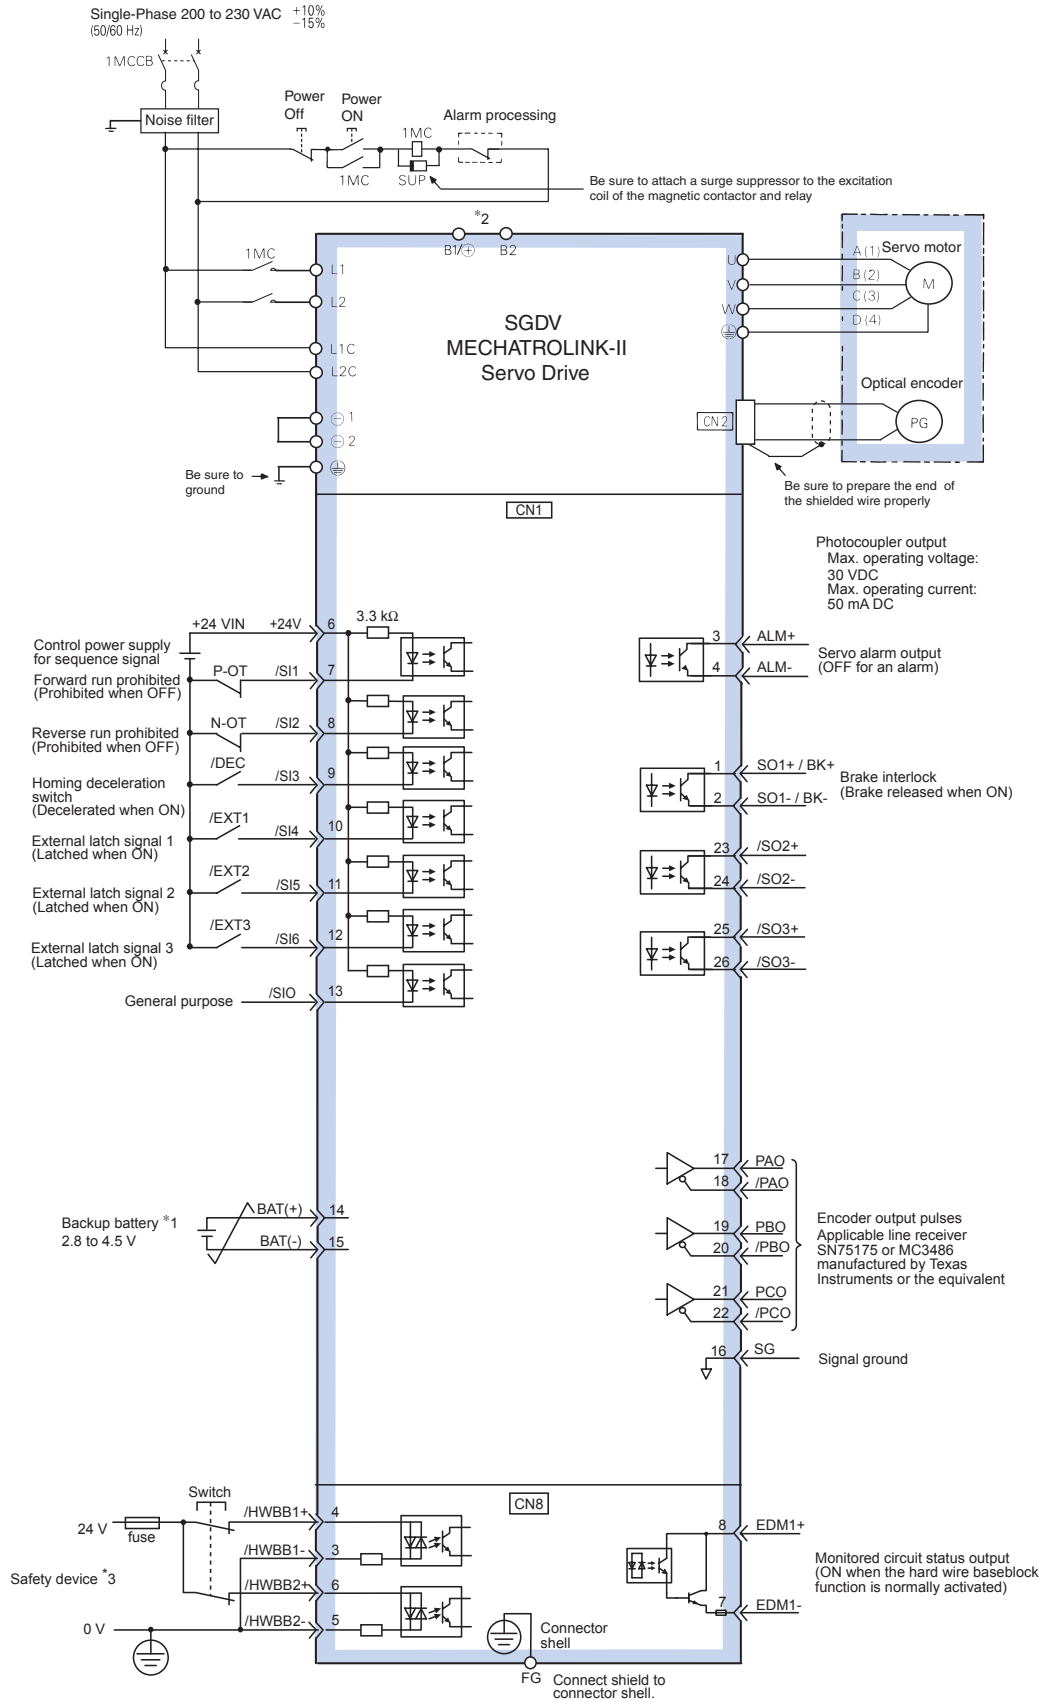 Single-Phase 200 to 230 VAC +10% −15%
(50/60 Hz)
1MCCB
Noise filter
Power
Off
Power
ON
1MC
1MC
SUP
Alarm processing
Be sure to attach a surge suppressor to the excitation
coil of the magnetic contactor and relay
*2
B1/⊕ B2
1MC
L1
L2
L1C
L2C
⊖ 1
⊖ 2
Be sure to
ground
SGDV
MECHATROLINK-II
Servo Drive
U
V
W
A (1)
B (2)
C (3)
D (4)
Servo motor
M
Optical encoder
CN 2
PG
Be sure to prepare the end of
the shielded wire properly
CN1
Photocoupler output
Max. operating voltage:
30 VDC
Max. operating current:
50 mA DC
Control power supply
for sequence signal
+24 VIN +24V 6
3.3 kΩ
Forward run prohibited
(Prohibited when OFF)
P-OT /SI1 7
Reverse run prohibited
(Prohibited when OFF)
N-OT /SI2 8
Homing deceleration
switch
(Decelerated when ON)
/DEC /SI3 9
External latch signal 1
(Latched when ON)
/EXT1 /SI4 10
External latch signal 2
(Latched when ON)
/EXT2 /SI5 11
External latch signal 3
(Latched when ON)
/EXT3 /SI6 12
General purpose /SIO 13
3 ALM+
4 ALM-
Servo alarm output
(OFF for an alarm)
1 SO1+ / BK+
2 SO1- / BK-
Brake interlock
(Brake released when ON)
23 /SO2+
24 /SO2-
25 /SO3+
26 /SO3-
Backup battery *1
2.8 to 4.5 V
BAT(+) 14
BAT(-) 15
17 PAO
18 /PAO
19 PBO
20 /PBO
21 PCO
22 /PCO
Encoder output pulses
Applicable line receiver
SN75175 or MC3486
manufactured by Texas
Instruments or the equivalent
16 SG
Signal ground
CN8
Switch
24 V
fuse
Safety device *3
0 V
/HWBB1+ 4
/HWBB1- 3
/HWBB2+ 6
/HWBB2- 5
8 EDM1+
7 EDM1-
Monitored circuit status output
(ON when the hard wire baseblock
function is normally activated)
Connector
shell
FG
Connect shield to
connector shell.